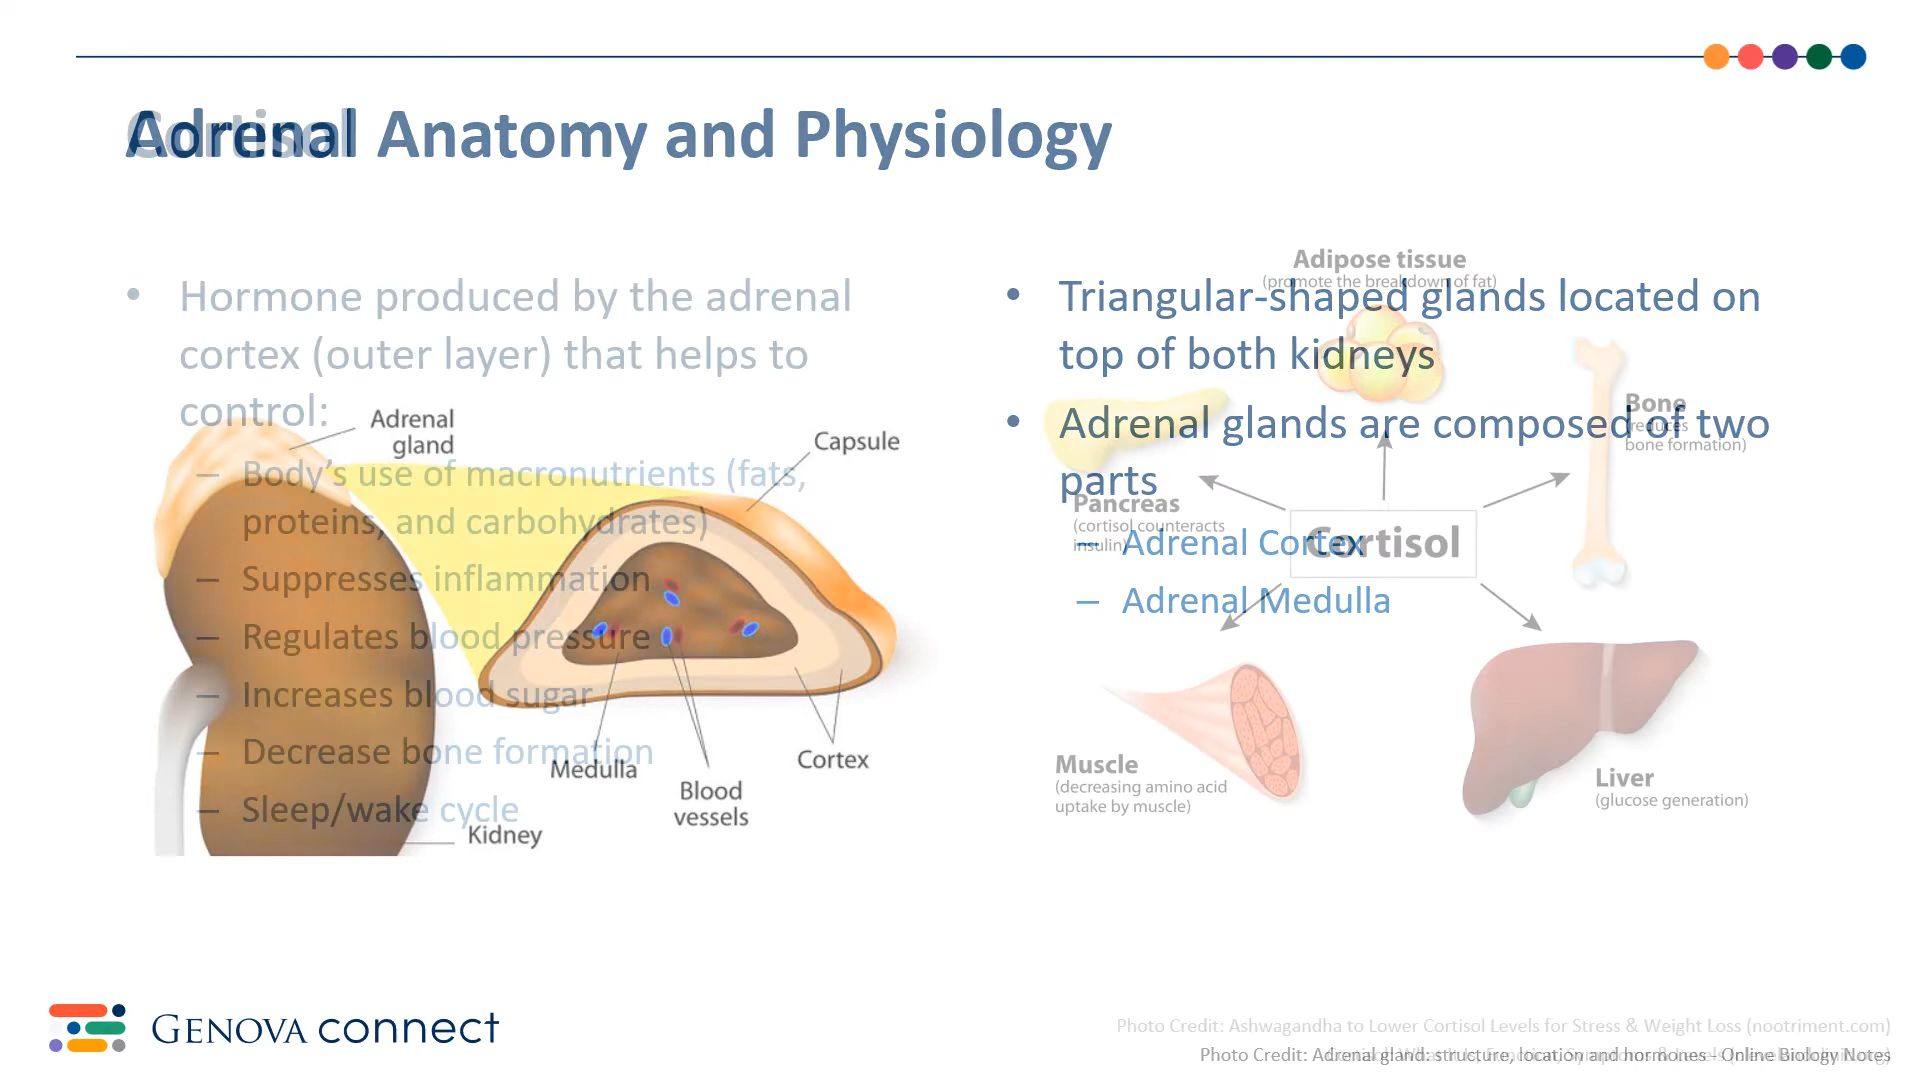 Adrenal Anatomy and Physiology
Cortisol
• Hormone produced by the adrenal
cortex (outer layer) that helps to
control:
– Body’s use of macronutrients (fats,
proteins, and carbohydrates)
– Suppresses inflammation
– Regulates blood pressure
– Increases blood sugar
– Decrease bone formation
– Sleep/wake cycle
Adrenal
gland
Capsule
Medulla
Blood
vessels
Cortex
Kidney
• Triangular-shaped glands located on
top of both kidneys
• Adrenal glands are composed of two
parts
– Adrenal Cortex
– Adrenal Medulla
Adipose tissue
(promote the breakdown of fat)
Bone
(reduces
bone formation)
Pancreas
(cortisol counteracts
insulin)
Cortisol
Muscle
(decreasing amino acid
uptake by muscle)
Liver
(glucose generation)
GENOVA connect
Photo Credit: Ashwagandha to Lower Cortisol Levels for Stress & Weight Loss (nootriment.com)
Photo Credit: Adrenal gland: structure, location and hormones - Online Biology Notes